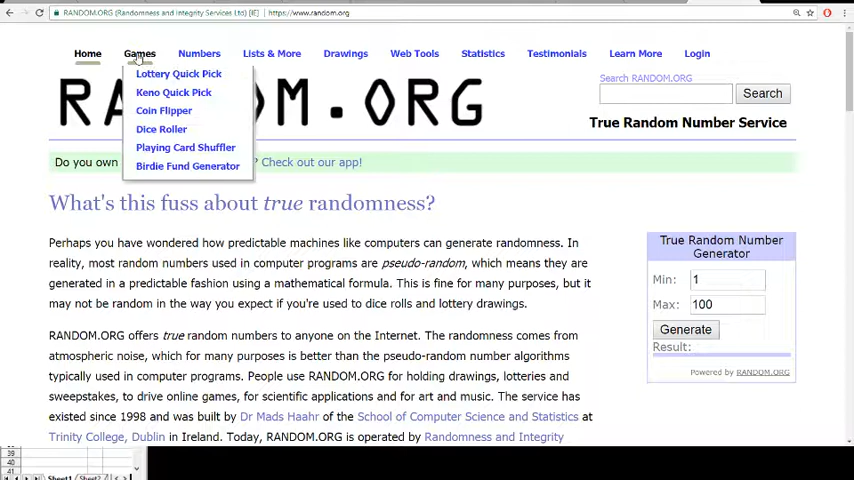 RANDOM.ORG (Randomness and Integrity Services Ltd) [IE] https://www.random.org
Home Games Numbers Lists & More Drawings Web Tools Statistics Testimonials Learn More Login
Lottery Quick Pick
Keno Quick Pick
Coin Flipper
Dice Roller
Playing Card Shuffler
Birdie Fund Generator
RANDOM.ORG
Search RANDOM.ORG
Search
True Random Number Service
Do you own ? Check out our app!
What's this fuss about true randomness?
Perhaps you have wondered how predictable machines like computers can generate randomness. In
reality, most random numbers used in computer programs are pseudo-random, which means they are
generated in a predictable fashion using a mathematical formula. This is fine for many purposes, but it
may not be random in the way you expect if you're used to dice rolls and lottery drawings.
RANDOM.ORG offers true random numbers to anyone on the Internet. The randomness comes from
atmospheric noise, which for many purposes is better than the pseudo-random number algorithms
typically used in computer programs. People use RANDOM.ORG for holding drawings, lotteries and
sweepstakes, to drive online games, for scientific applications and for art and music. The service has
existed since 1998 and was built by Dr Mads Haahr of the School of Computer Science and Statistics at
Trinity College, Dublin in Ireland. Today, RANDOM.ORG is operated by Randomness and Integrity
True Random Number
Generator
Min: 1
Max: 100
Generate
Result:
Powered by RANDOM.ORG
39
40
41
Sheet1 Sheet2